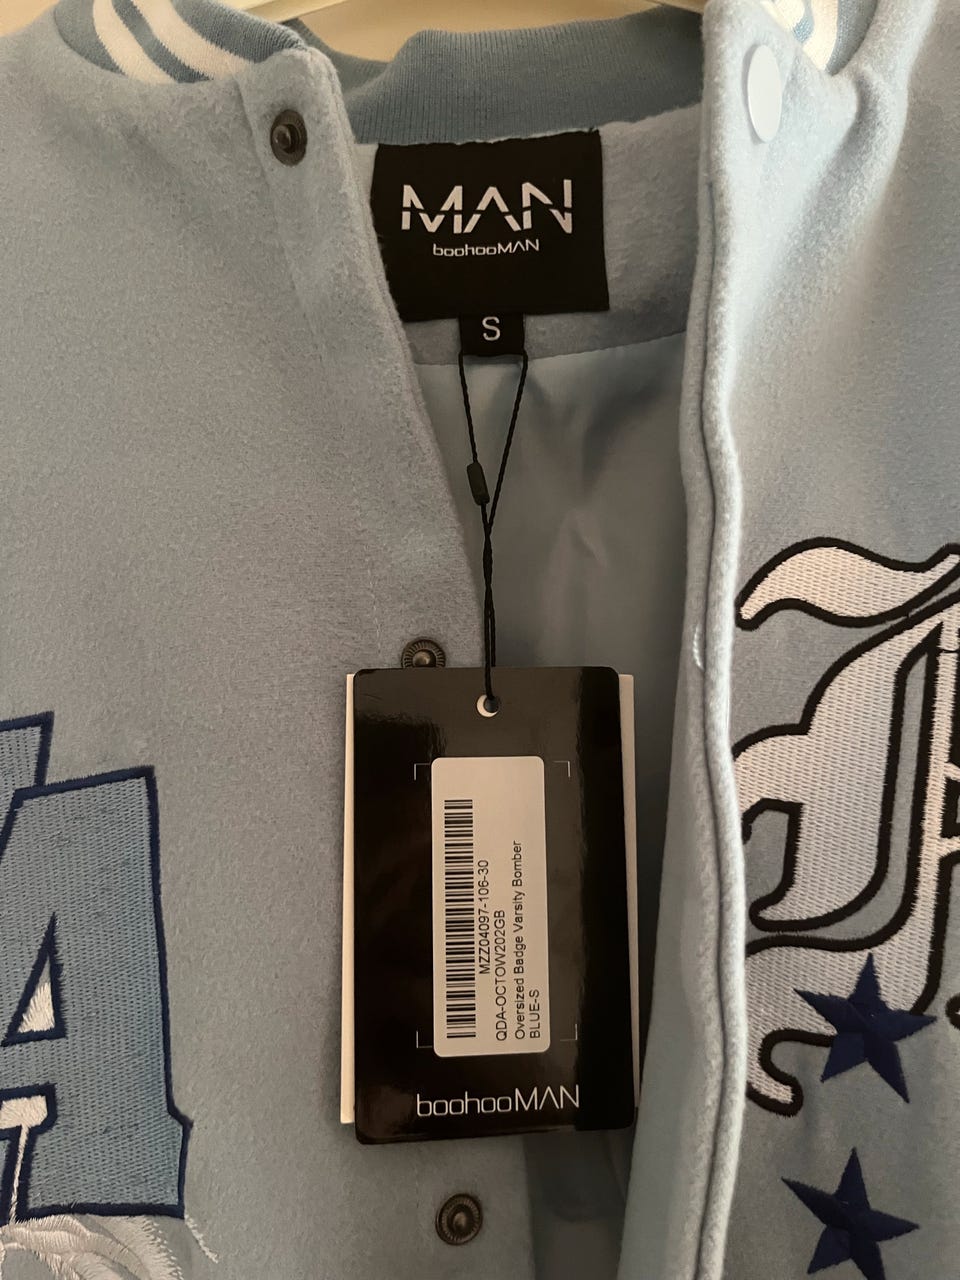 MAN
boohooMAN
S
MZZ04097-106-30
QDA-OCTOW202GB
Oversized Badge Varsity Bomber
BLUE-S
boohooMAN
A